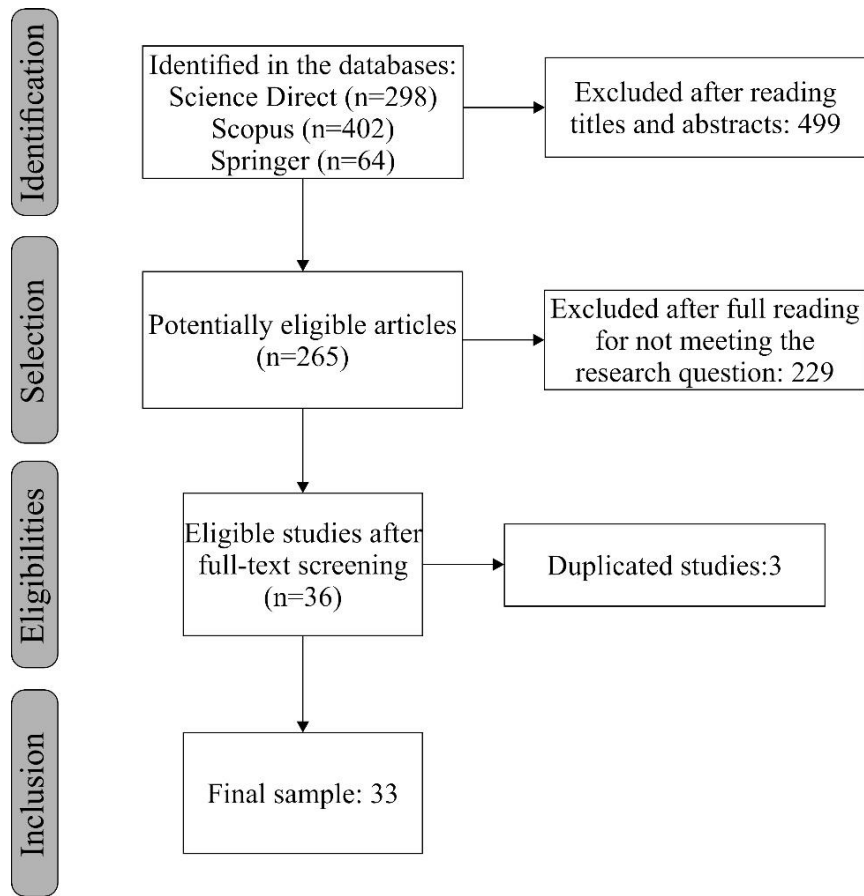 Identification
Identified in the databases:
Science Direct (n=298)
Scopus (n=402)
Springer (n=64)
Excluded after reading
titles and abstracts: 499
Selection
Potentially eligible articles
(n=265)
Excluded after full reading
for not meeting the
research question: 229
Eligibilities
Eligible studies after
full-text screening
(n=36)
Duplicated studies:3
Inclusion
Final sample: 33